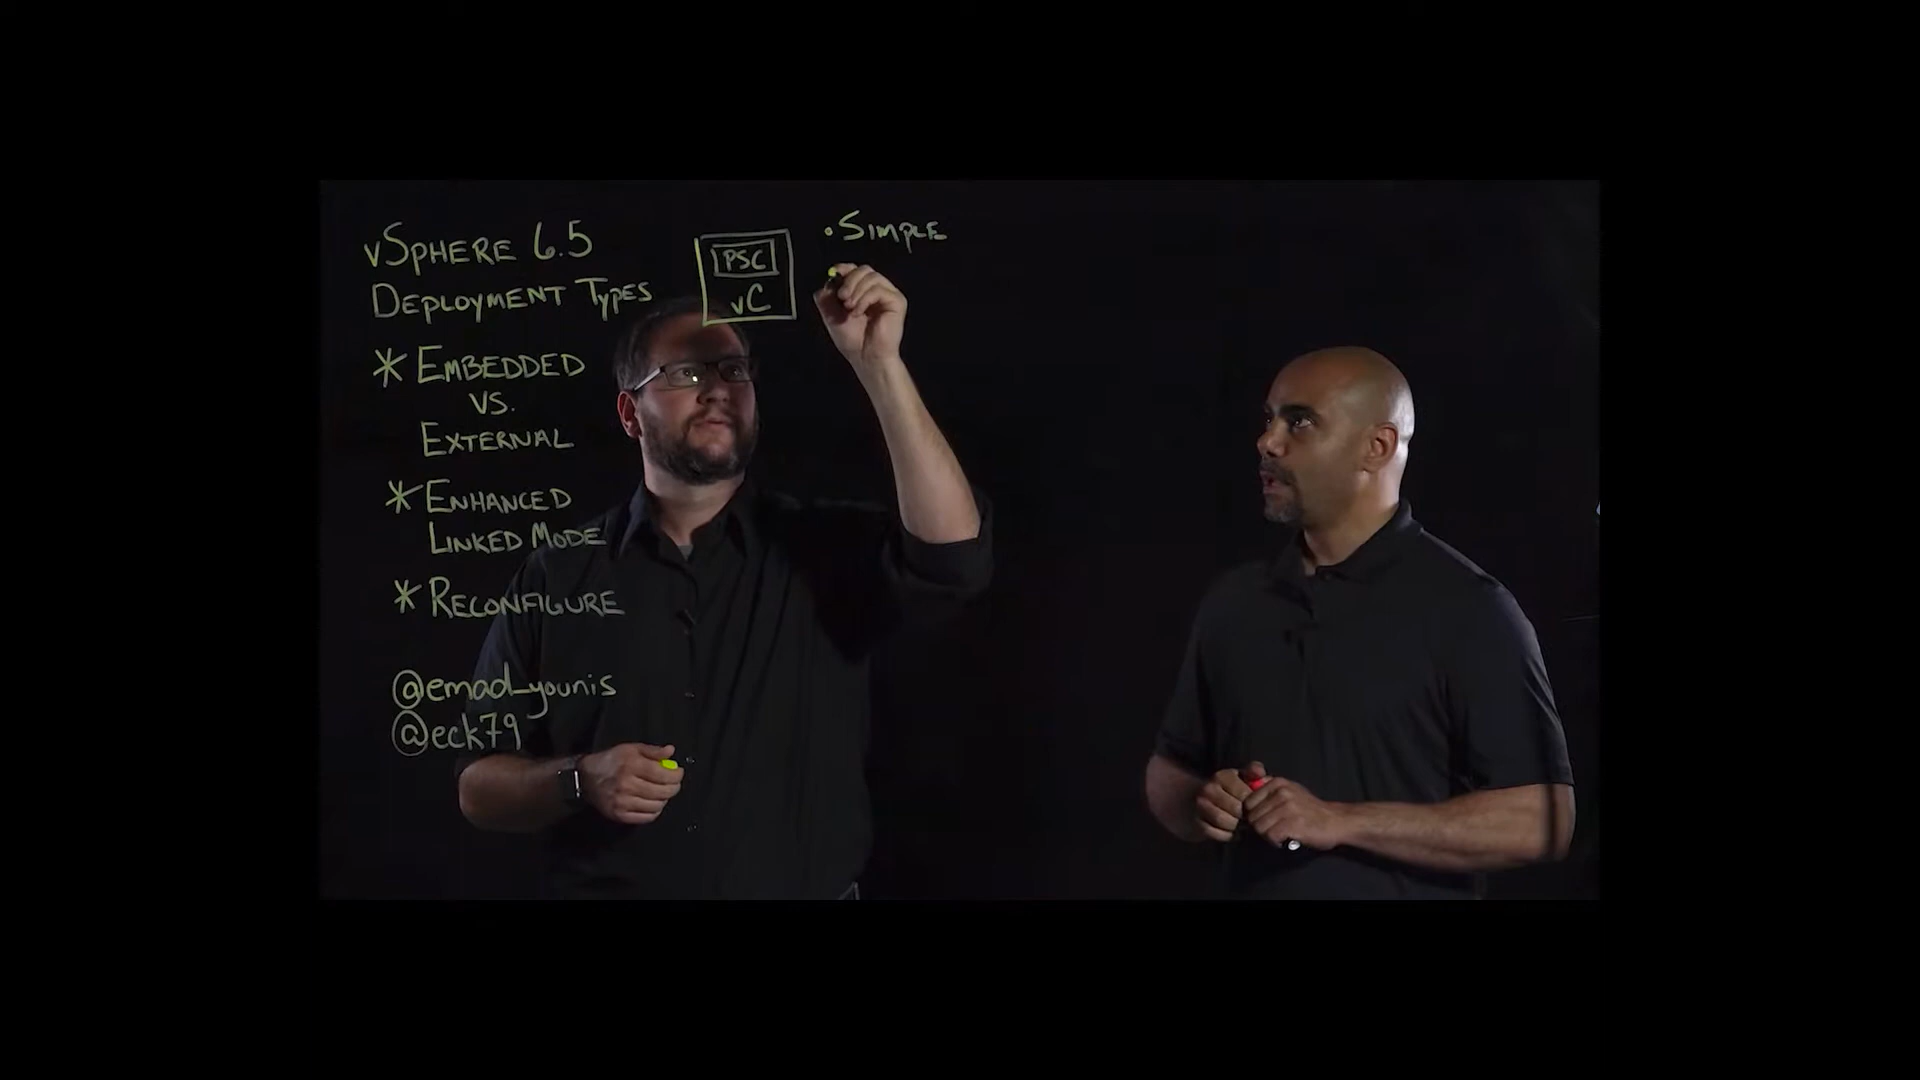 vSphere 6.5
Deployment Types
* Embedded
vs.
External
* Enhanced
Linked Mode
* Reconfigure
@emad_younis
@eck79
PSC
vC
• Simple